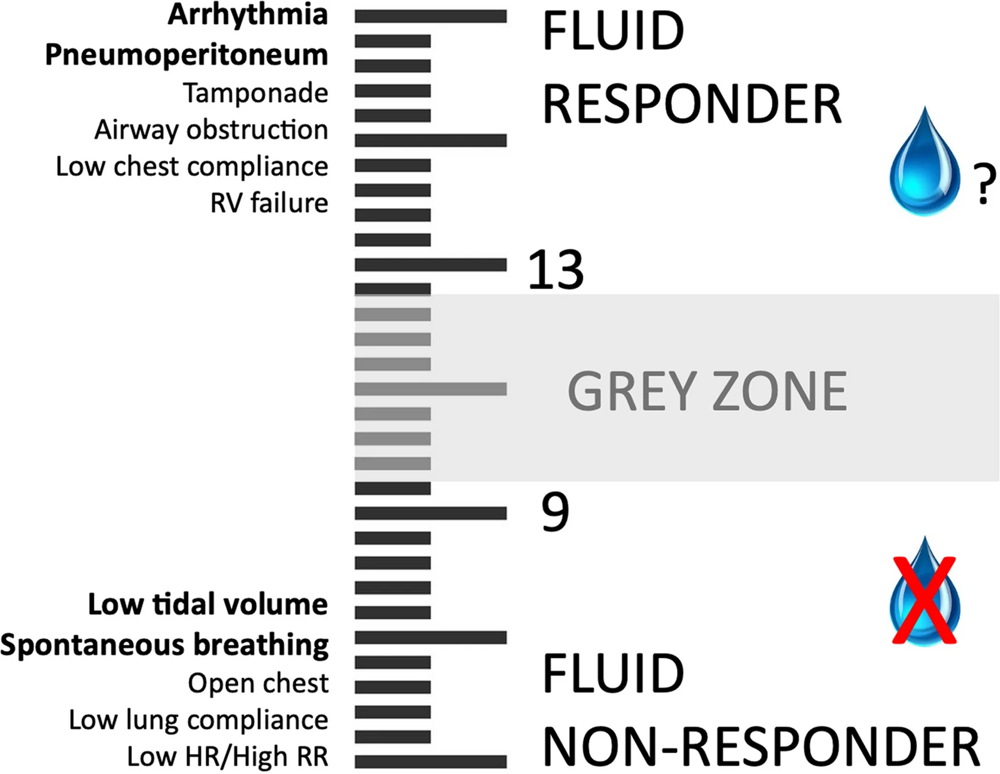 Arrhythmia
Pneumoperitoneum
Tamponade
Airway obstruction
Low chest compliance
RV failure
FLUID
RESPONDER
?
13
GREY ZONE
9
Low tidal volume
Spontaneous breathing
Open chest
Low lung compliance
Low HR/High RR
X
FLUID
NON-RESPONDER